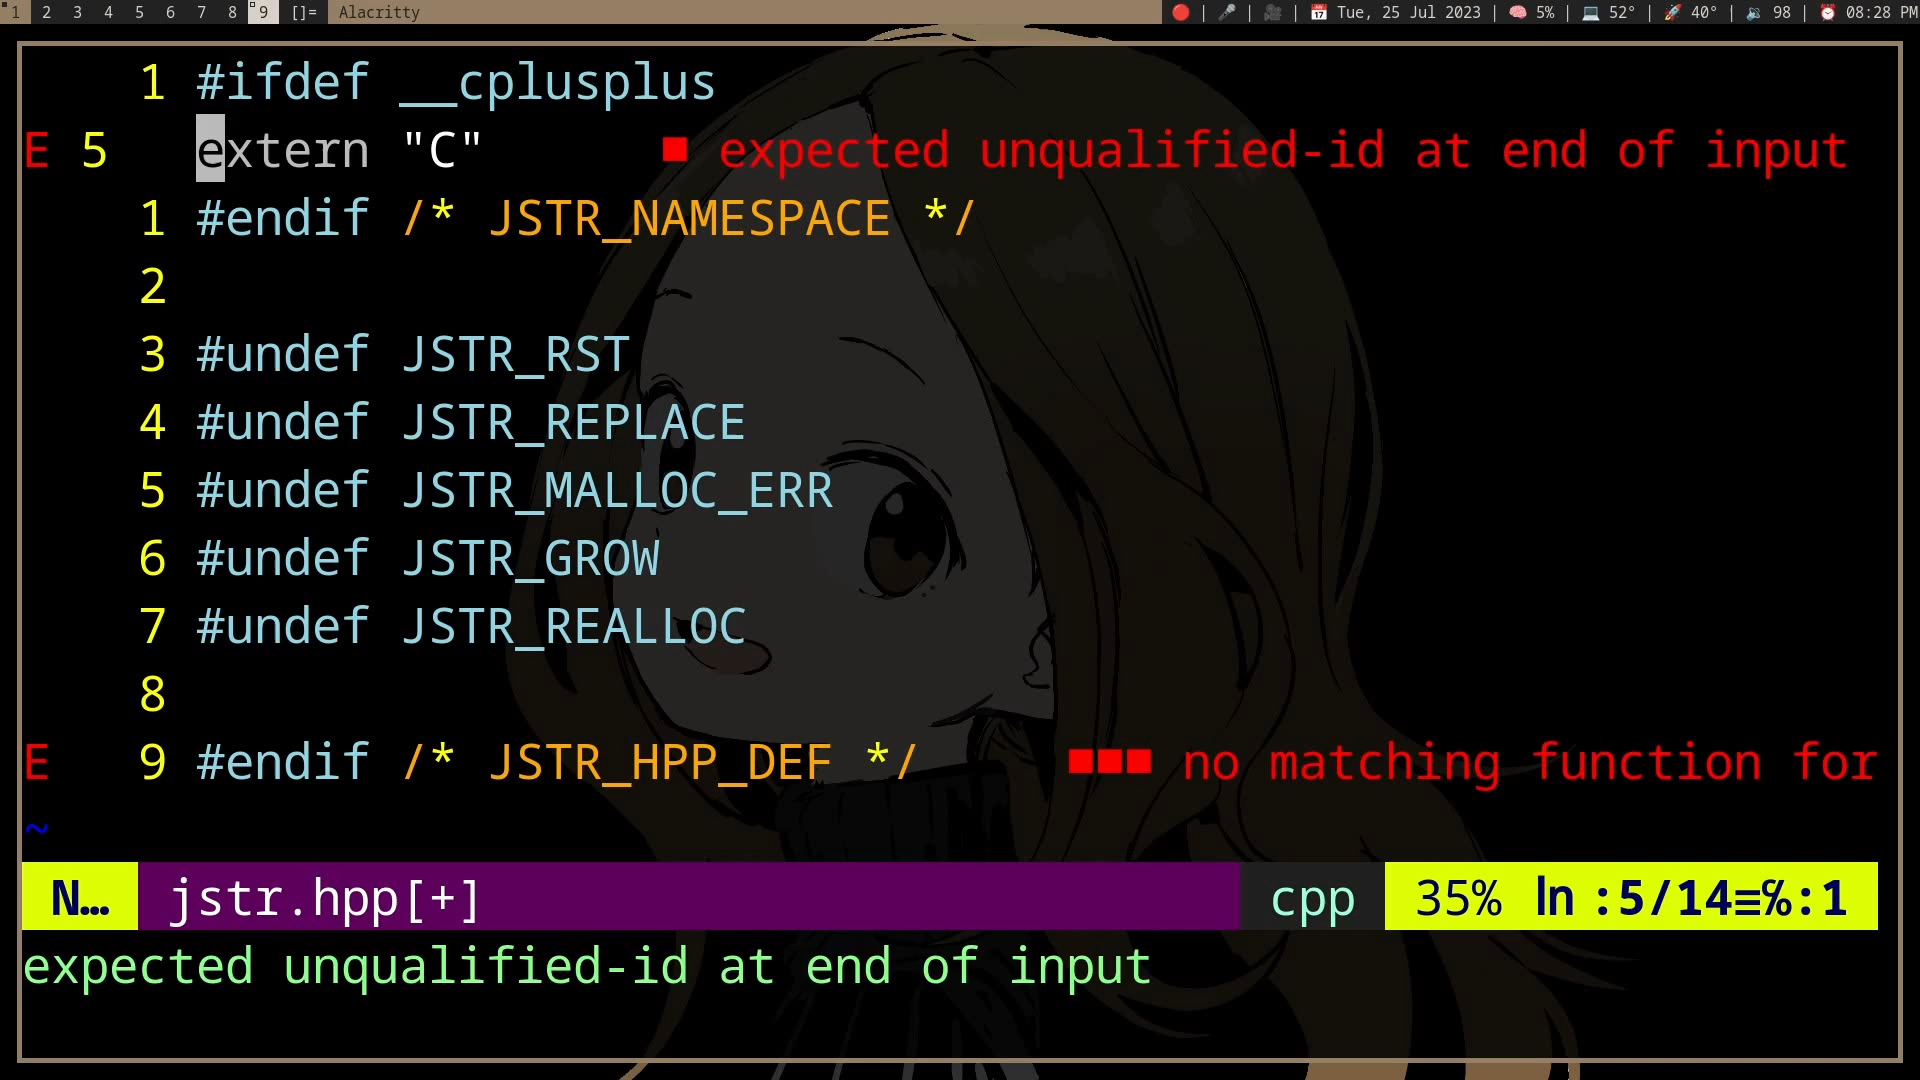 1 2 3 4 5 6 7 8 9 []= Alacritty | | | Tue, 25 Jul 2023 | 5% | 52° | 40° | 98 | 08:28 PM
1 #ifdef __cplusplus
E 5 extern "C" ■ expected unqualified-id at end of input
1 #endif /* JSTR_NAMESPACE */
2
3 #undef JSTR_RST
4 #undef JSTR_REPLACE
5 #undef JSTR_MALLOC_ERR
6 #undef JSTR_GROW
7 #undef JSTR_REALLOC
8
E 9 #endif /* JSTR_HPP_DEF */ ■■■ no matching function for
~
N… jstr.hpp[+] cpp 35% ㏑ :5/14≡℅:1
expected unqualified-id at end of input